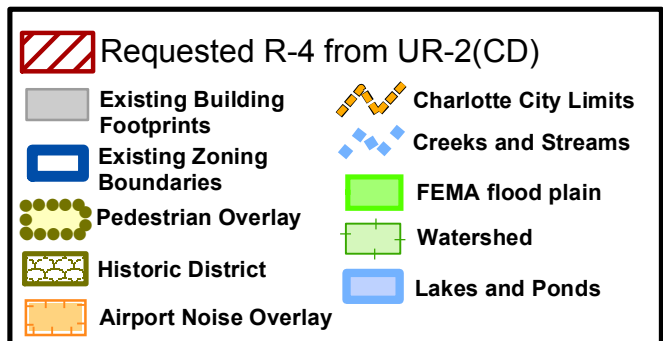 Requested R-4 from UR-2(CD)
Existing Building
Footprints
Existing Zoning
Boundaries
Pedestrian Overlay
Historic District
Airport Noise Overlay
Charlotte City Limits
Creeks and Streams
FEMA flood plain
Watershed
Lakes and Ponds